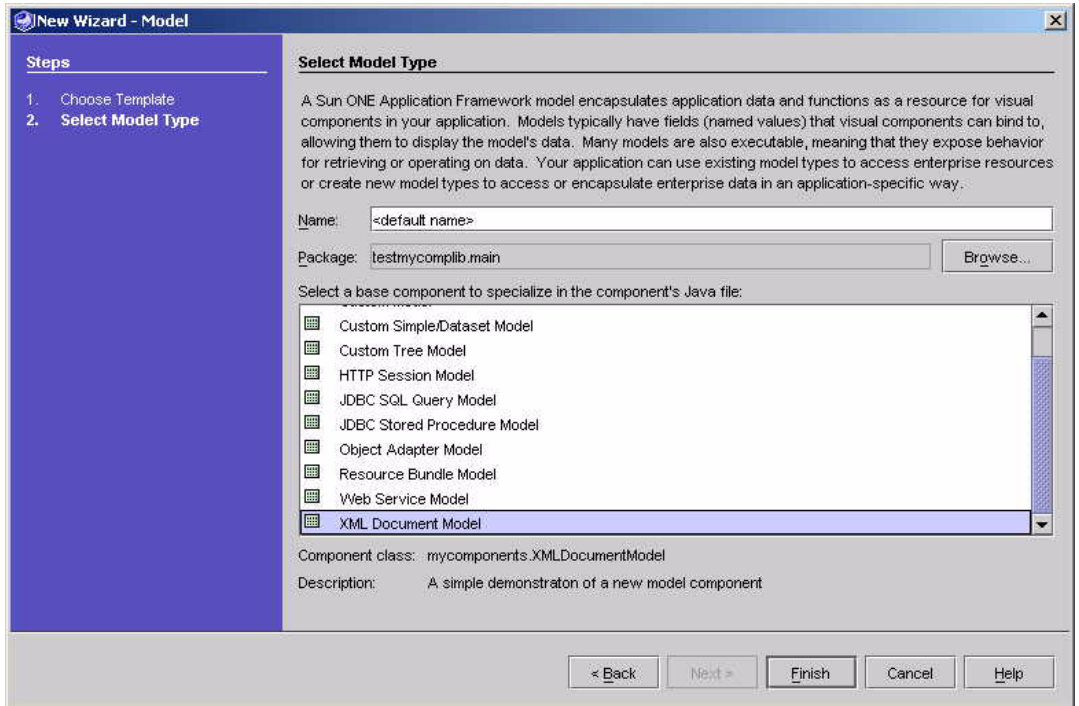 New Wizard - Model
Steps
1. Choose Template
2. Select Model Type
Select Model Type
A Sun ONE Application Framework model encapsulates application data and functions as a resource for visual
components in your application. Models typically have fields (named values) that visual components can bind to,
allowing them to display the model's data. Many models are also executable, meaning that they expose behavior
for retrieving or operating on data. Your application can use existing model types to access enterprise resources
or create new model types to access or encapsulate enterprise data in an application-specific way.
Name: <default name>
Package: testmycomplib.main Browse...
Select a base component to specialize in the component's Java file:
Custom Simple/Dataset Model
Custom Tree Model
HTTP Session Model
JDBC SQL Query Model
JDBC Stored Procedure Model
Object Adapter Model
Resource Bundle Model
Web Service Model
XML Document Model
Component class: mycomponents.XMLDocumentModel
Description: A simple demonstraton of a new model component
< Back Next > Finish Cancel Help